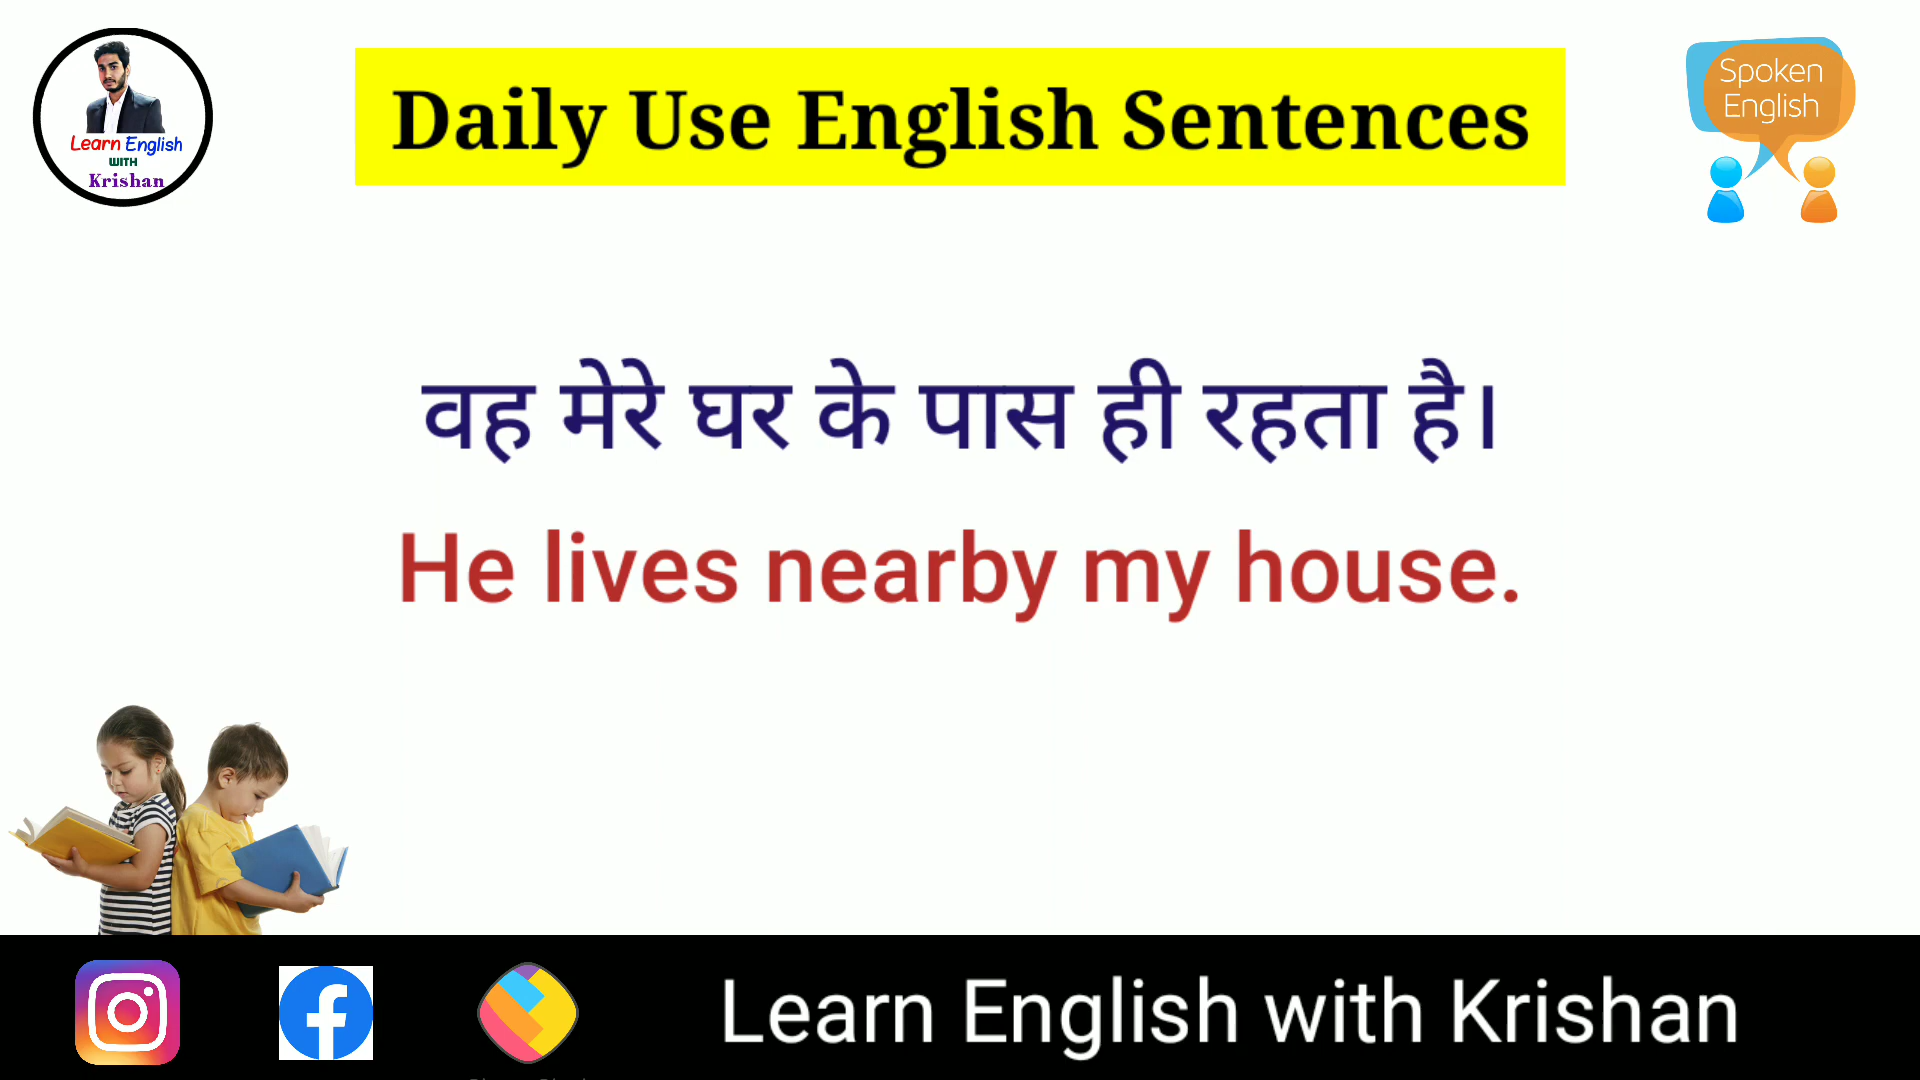 Learn English
WITH
Krishan
Daily Use English Sentences
Spoken
English
वह मेरे घर के पास ही रहता है।
He lives nearby my house.
Learn English with Krishan